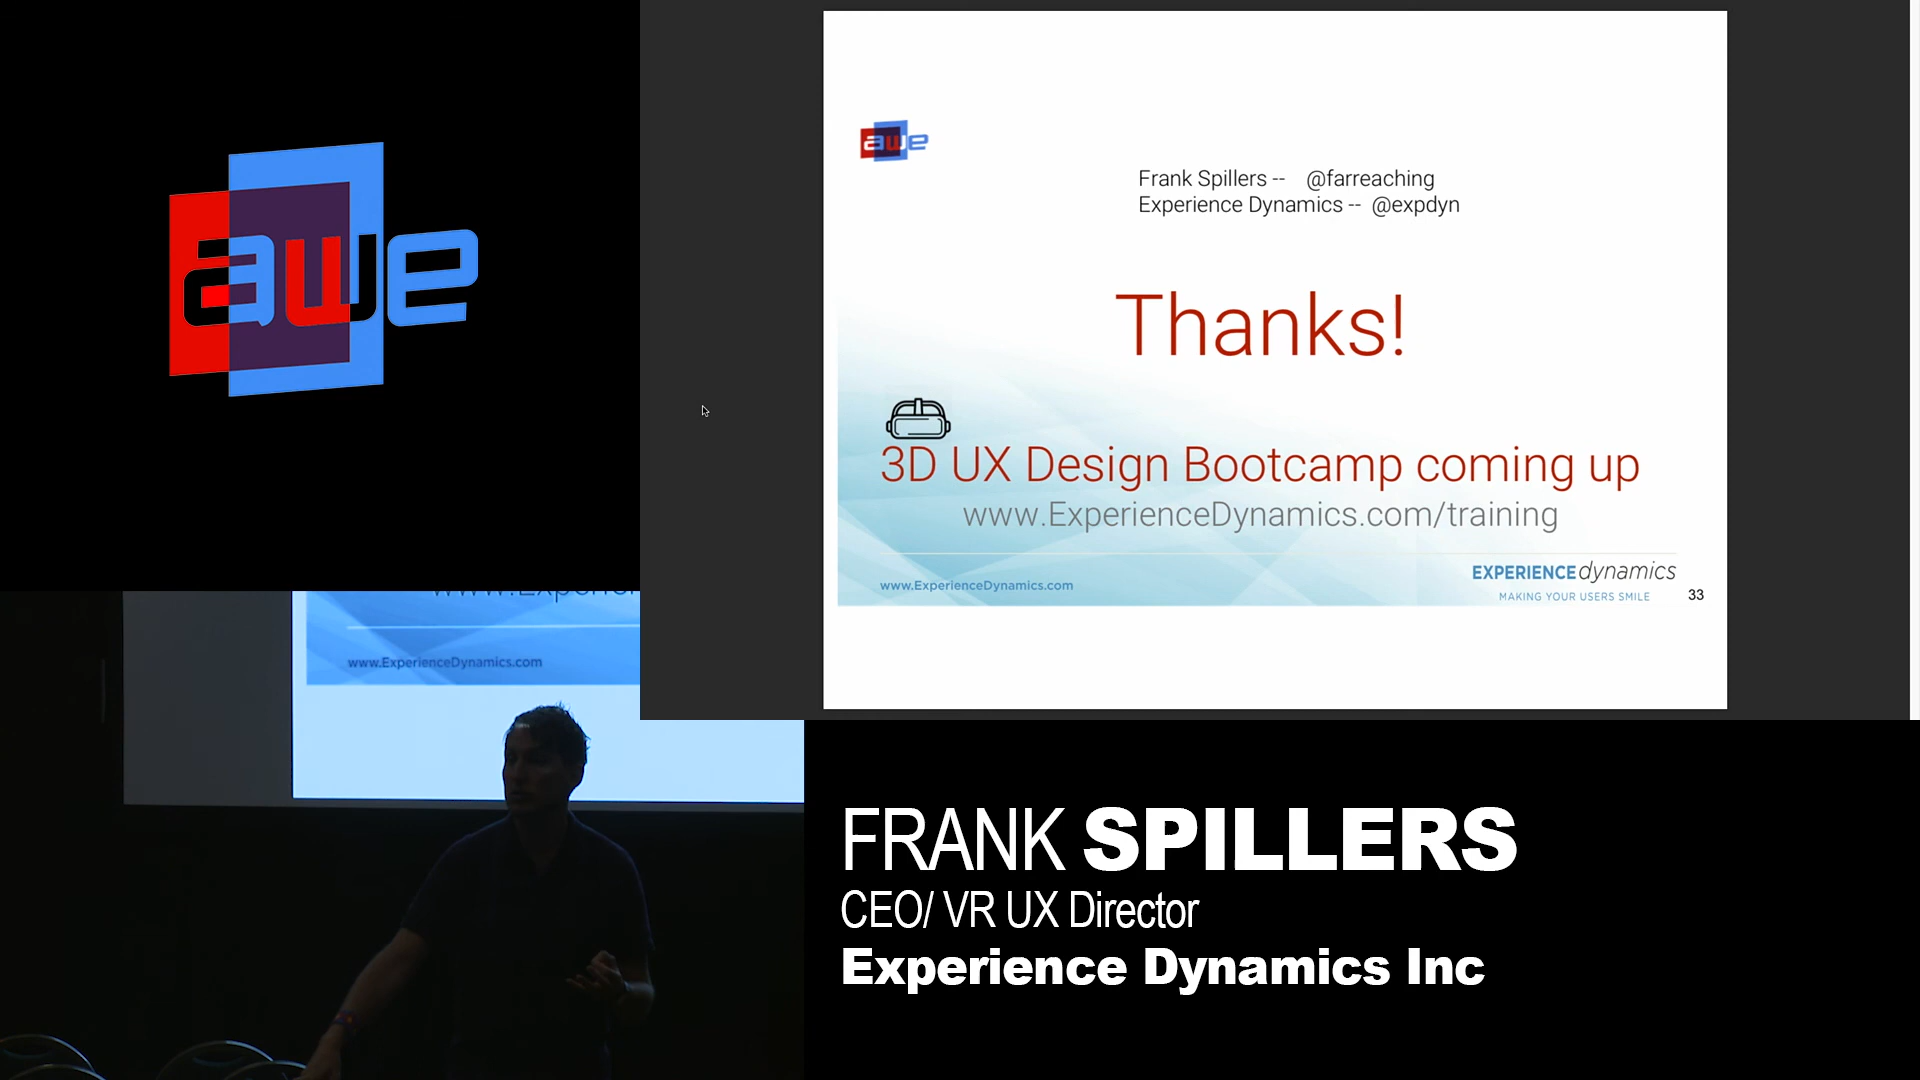 awe
awe
Frank Spillers -- @farreaching
Experience Dynamics -- @expdyn
Thanks!
3D UX Design Bootcamp coming up
www.ExperienceDynamics.com/training
www.ExperienceDynamics.com
EXPERIENCEdynamics
MAKING YOUR USERS SMILE
33
www.ExperienceDynamics.com
FRANK SPILLERS
CEO/ VR UX Director
Experience Dynamics Inc